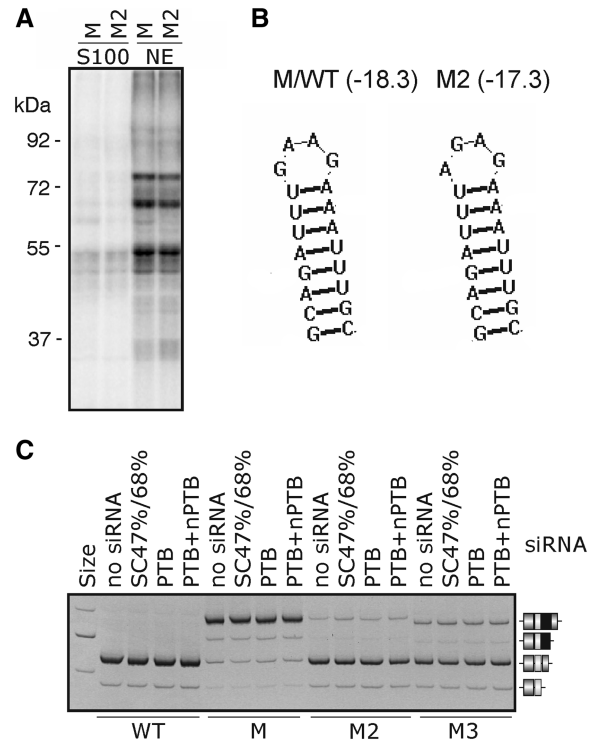 A
M
M2
M
M2
S100
NE
kDa
92 -
72 -
55 -
37 -
B
M/WT (-18.3)
M2 (-17.3)
A-A
G G
U A
U A
U A
A U
G U
A U
C G
G C
G A
A G
U A
U A
U A
A U
G U
A U
C G
G C
C
Size
no siRNA
SC47%/68%
PTB
PTB+nPTB
no siRNA
SC47%/68%
PTB
PTB+nPTB
no siRNA
SC47%/68%
PTB
PTB+nPTB
no siRNA
SC47%/68%
PTB
PTB+nPTB
siRNA
WT
M
M2
M3